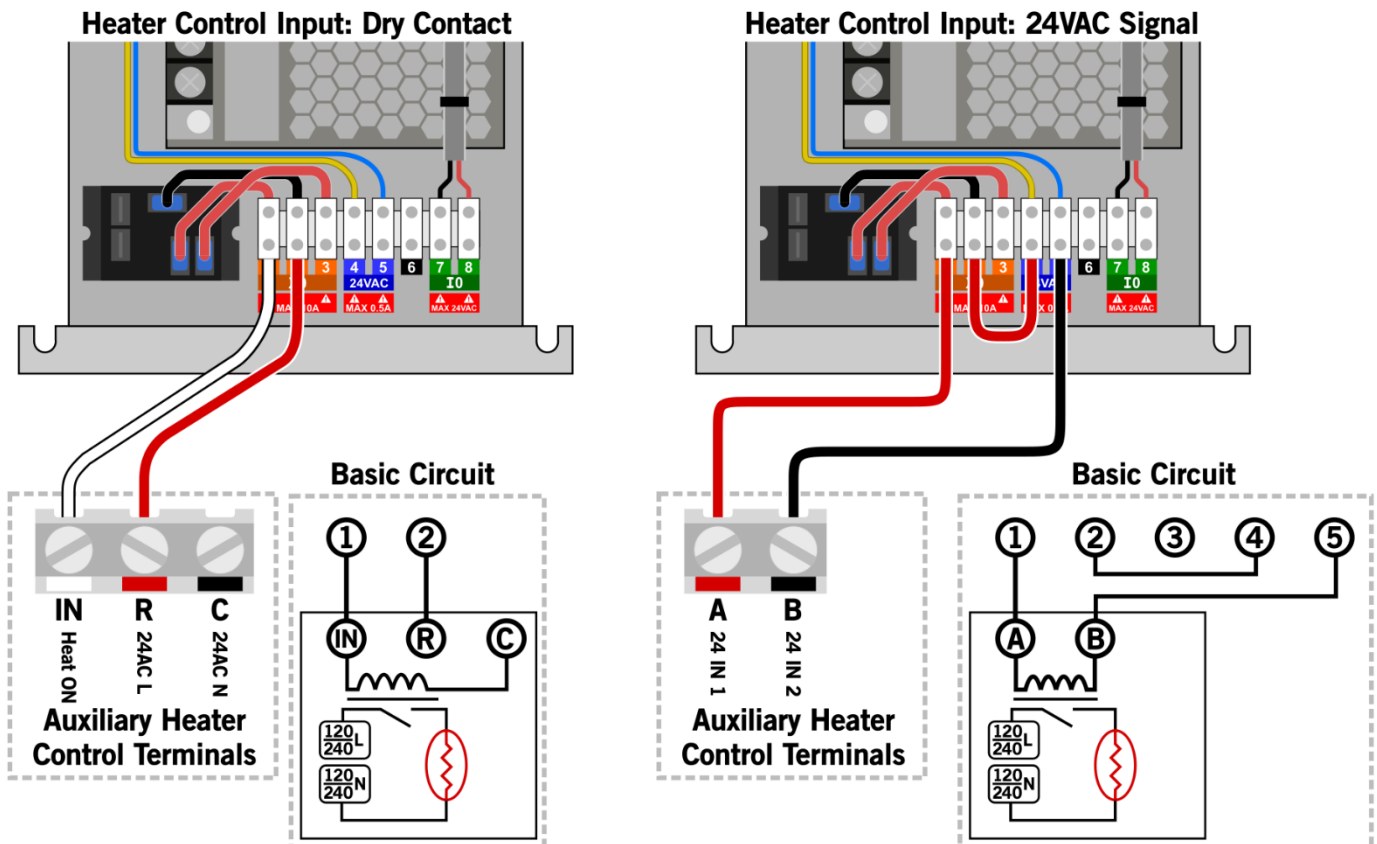 Heater Control Input: Dry Contact
3 4 5 6 7 8
24VAC IO
MAX 0.5A MAX 24VAC
Basic Circuit
1 2
IN R C
IN R C
Heat ON 24AC L 24AC N
120
240 L
120
240 N
Auxiliary Heater
Control Terminals
Heater Control Input: 24VAC Signal
3 6 7 8
IO
MAX 24VAC
Basic Circuit
1 2 3 4 5
A B
A B
24 IN 1 24 IN 2
120
240 L
120
240 N
Auxiliary Heater
Control Terminals